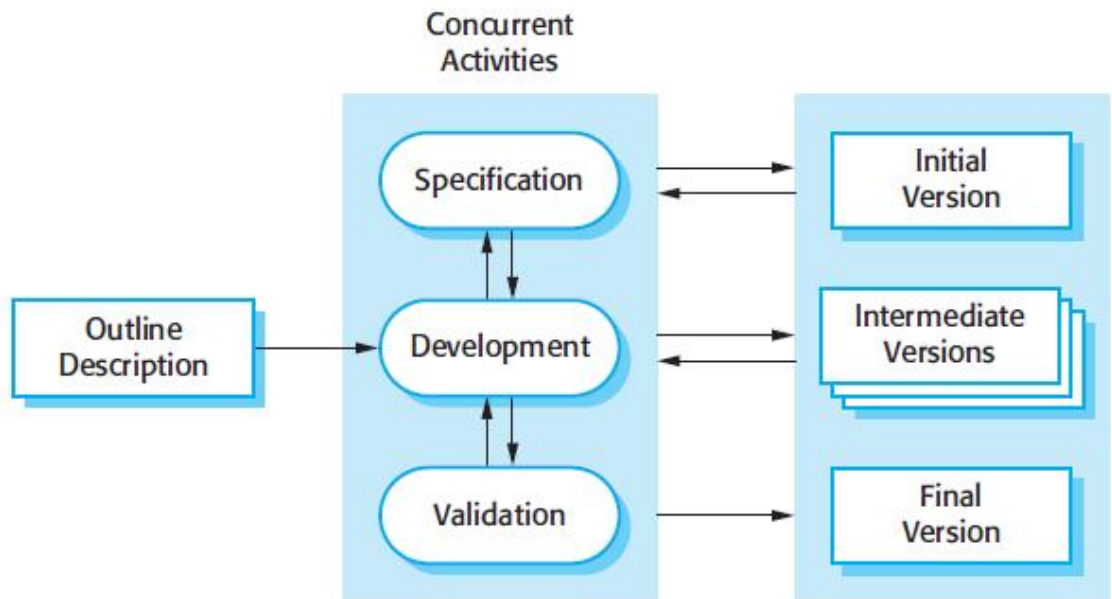 Concurrent
Activities
Specification
Initial
Version
Outline
Description
Development
Intermediate
Versions
Validation
Final
Version